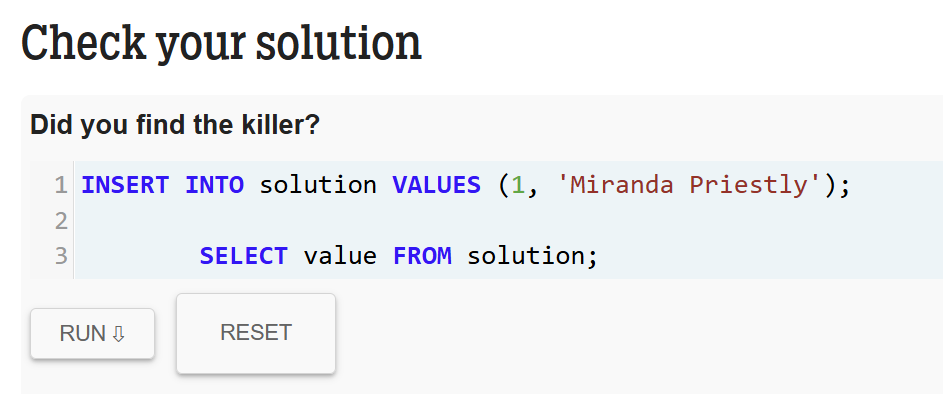 Check your solution
Did you find the killer?
1 INSERT INTO solution VALUES (1, 'Miranda Priestly');
2
3 SELECT value FROM solution;
RUN ⇩ RESET